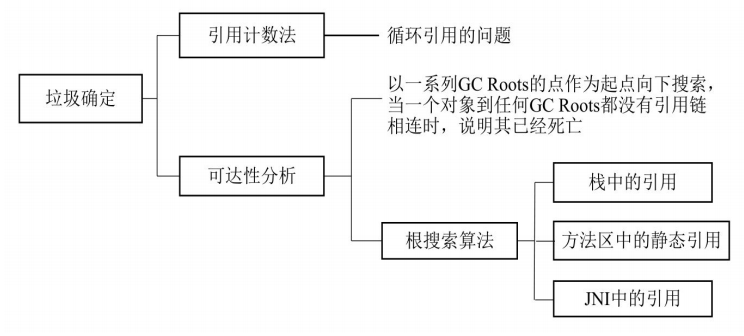 引用计数法
循环引用的问题
垃圾确定
以一系列GC Roots的点作为起点向下搜索，
当一个对象到任何GC Roots都没有引用链
相连时，说明其已经死亡
可达性分析
栈中的引用
根搜索算法
方法区中的静态引用
JNI中的引用